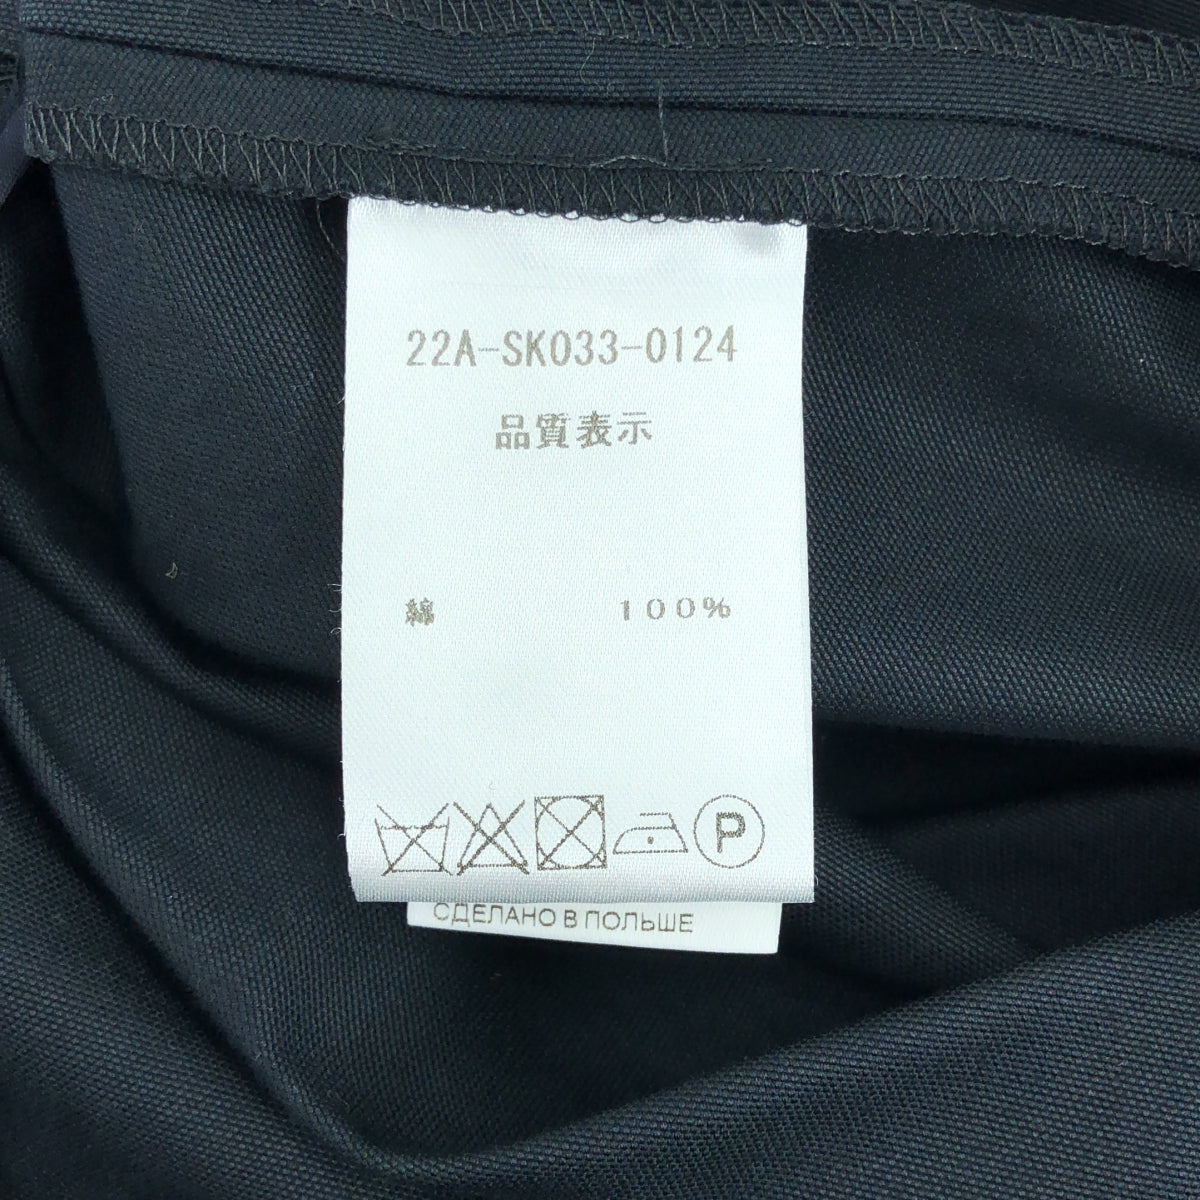 22A-SK033-0124
品質表示
綿 100%
P
СДЕЛАНО В ПОЛЬШЕ